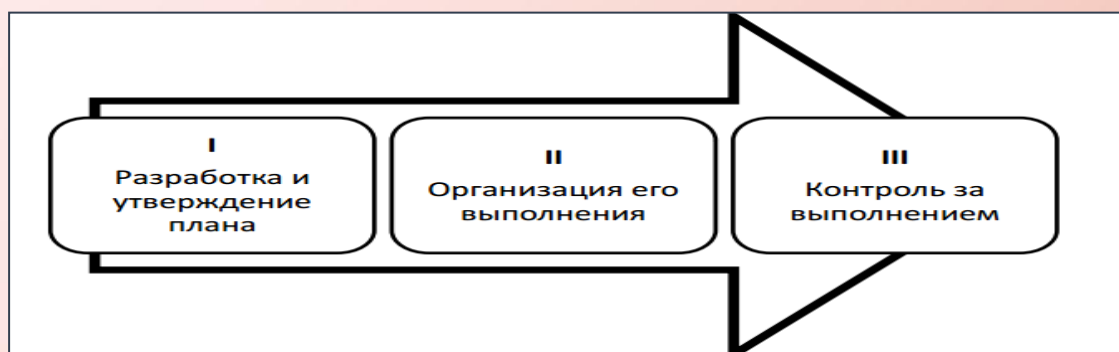 I
Разработка и
утверждение
плана
II
Организация его
выполнения
III
Контроль за
выполнением